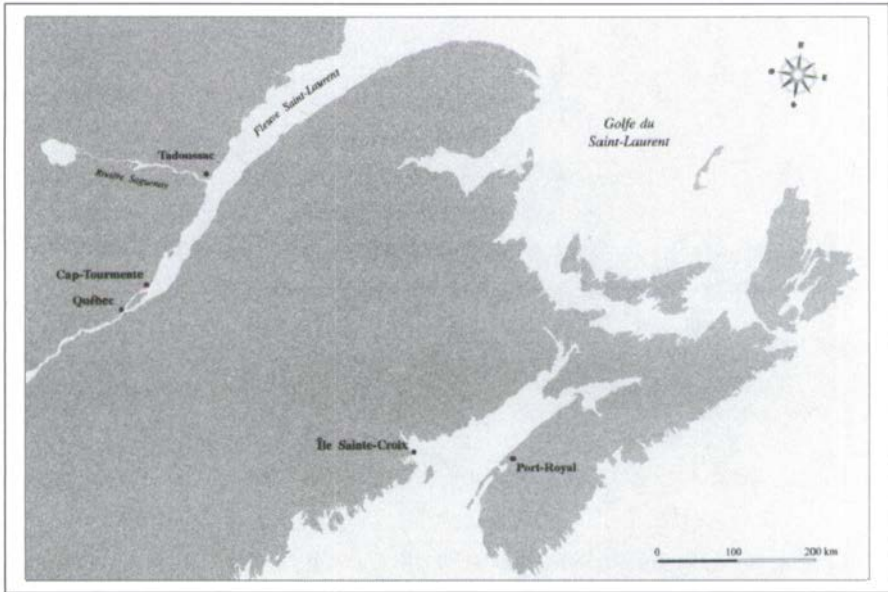 N
O
E
S
Fleuve Saint-Laurent
Golfe du
Saint-Laurent
Tadoussac
Rivière Saguenay
Cap-Tourmente
Québec
Île Sainte-Croix
Port-Royal
0 100 200 km